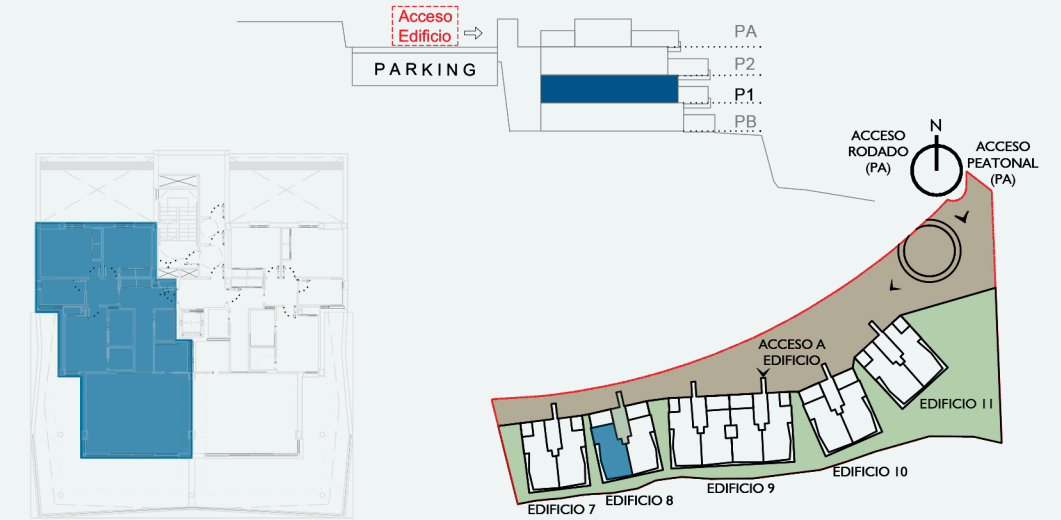 Acceso
Edificio
PARKING
PA
P2
P1
PB
N
ACCESO
RODADO
(PA)
ACCESO
PEATONAL
(PA)
ACCESO A
EDIFICIO
EDIFICIO 11
EDIFICIO 10
EDIFICIO 9
EDIFICIO 8
EDIFICIO 7